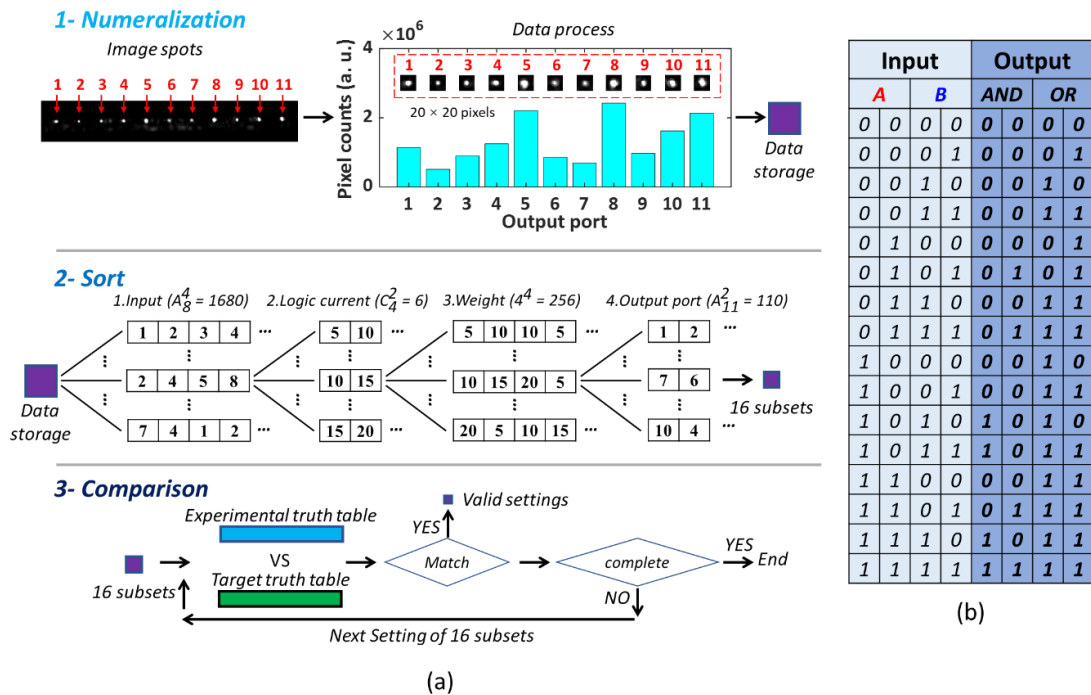 1- Numeralization
Image spots
1 2 3 4 5 6 7 8 9 10 11
Data process
× 10⁶
4
2
0
Pixel counts (a. u.)
1 2 3 4 5 6 7 8 9 10 11
20 × 20 pixels
1 2 3 4 5 6 7 8 9 10 11
Output port
Data
storage
2- Sort
1.Input (A₈⁴ = 1680) 2.Logic current (C₄² = 6) 3.Weight (4⁴ = 256) 4.Output port (A₁₁² = 110)
1 2 3 4 ... 5 10 ... 5 10 10 5 ... 1 2 ...
⋮ ⋮ ⋮ ⋮ ⋮ ⋮ ⋮ ⋮
2 4 5 8 10 15 10 15 20 5 7 6
⋮ ⋮ ⋮ ⋮ ⋮ ⋮ ⋮ ⋮
7 4 1 2 ... 15 20 ... 20 5 10 15 ... 10 4 ...
Data
storage
16 subsets
3- Comparison
Experimental truth table
VS
Target truth table
16 subsets
Match
YES
Valid settings
complete
YES
End
NO
Next Setting of 16 subsets
(a)
Input Output
A B AND OR
0 0 0 0 0 0 0 0
0 0 0 1 0 0 0 1
0 0 1 0 0 0 1 0
0 0 1 1 0 0 1 1
0 1 0 0 0 0 0 1
0 1 0 1 0 1 0 1
0 1 1 0 0 0 1 1
0 1 1 1 0 1 1 1
1 0 0 0 0 0 1 0
1 0 0 1 0 0 1 1
1 0 1 0 1 0 1 0
1 0 1 1 1 0 1 1
1 1 0 0 0 0 1 1
1 1 0 1 0 1 1 1
1 1 1 0 1 0 1 1
1 1 1 1 1 1 1 1
(b)